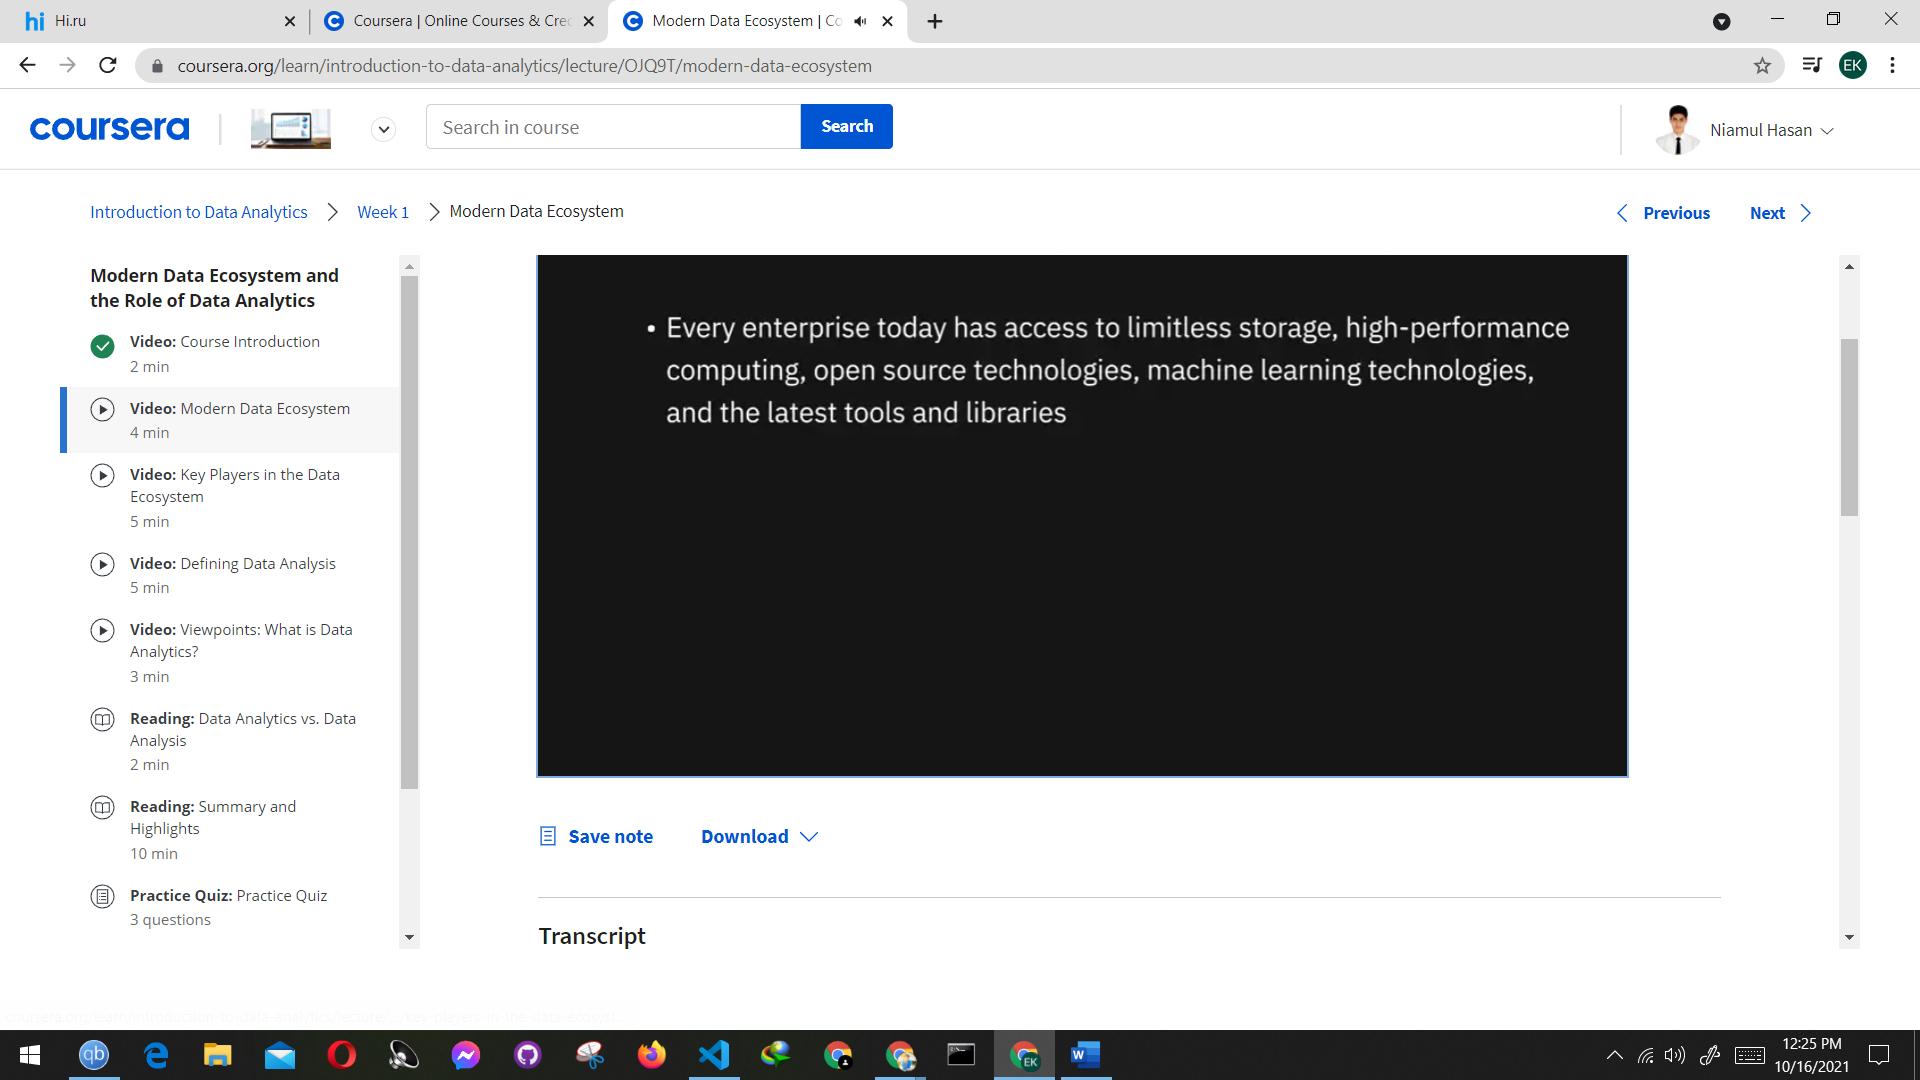 hi Hi.ru
Coursera | Online Courses & Cre
Modern Data Ecosystem | Co
coursera.org/learn/introduction-to-data-analytics/lecture/OJQ9T/modern-data-ecosystem
EK
coursera
Search in course
Search
Niamul Hasan
Introduction to Data Analytics
Week 1
Modern Data Ecosystem
Previous
Next
Modern Data Ecosystem and
the Role of Data Analytics
Video: Course Introduction
2 min
Video: Modern Data Ecosystem
4 min
Video: Key Players in the Data
Ecosystem
5 min
Video: Defining Data Analysis
5 min
Video: Viewpoints: What is Data
Analytics?
3 min
Reading: Data Analytics vs. Data
Analysis
2 min
Reading: Summary and
Highlights
10 min
Practice Quiz: Practice Quiz
3 questions
• Every enterprise today has access to limitless storage, high-performance
computing, open source technologies, machine learning technologies,
and the latest tools and libraries
Save note
Download
Transcript
qb
EK
W
12:25 PM
10/16/2021